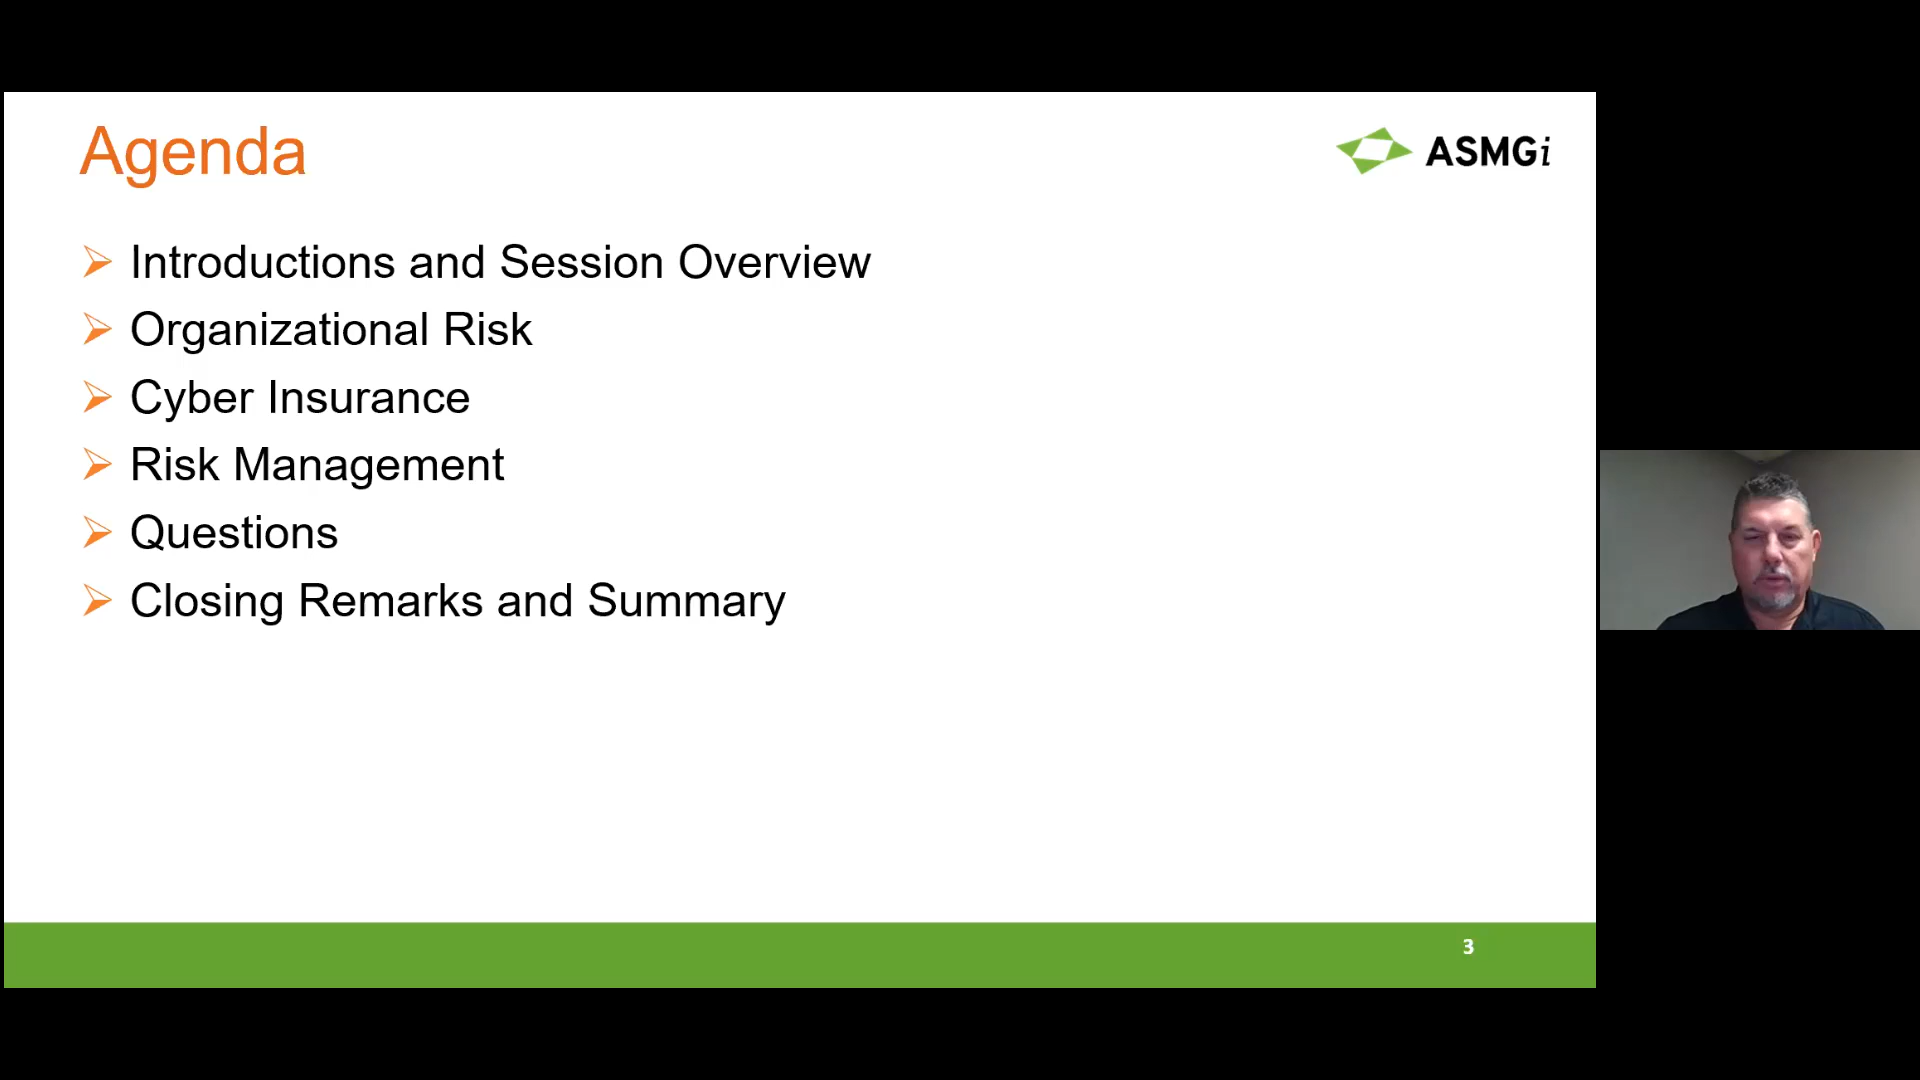 Agenda
ASMGi
Introductions and Session Overview
Organizational Risk
Cyber Insurance
Risk Management
Questions
Closing Remarks and Summary
3